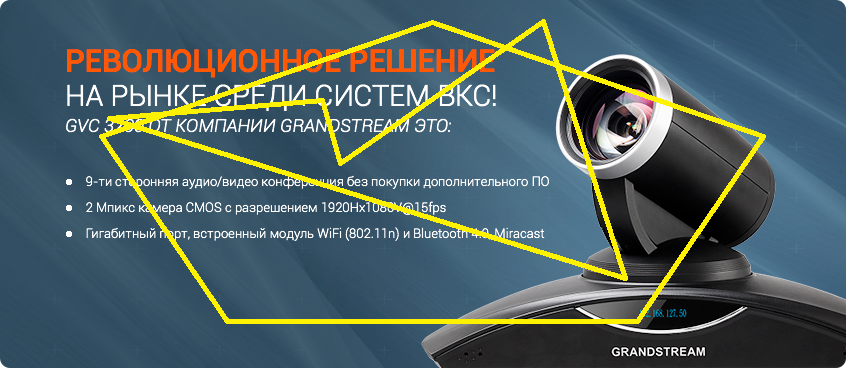 РЕВОЛЮЦИОННОЕ РЕШЕНИЕ
НА РЫНКЕ СРЕДИ СИСТЕМ ВКС!
GVC ОТ КОМПАНИИ GRANDSTREAM ЭТО:
9-ти сторонняя аудио/видео конференция без покупки дополнительного ПО
2 Мпикс камера CMOS с разрешением 1920Hx1080V@15fps
Гигабитный порт, встроенный модуль WiFi (802.11n) и Bluetooth 4.0, Miracast
GRANDSTREAM